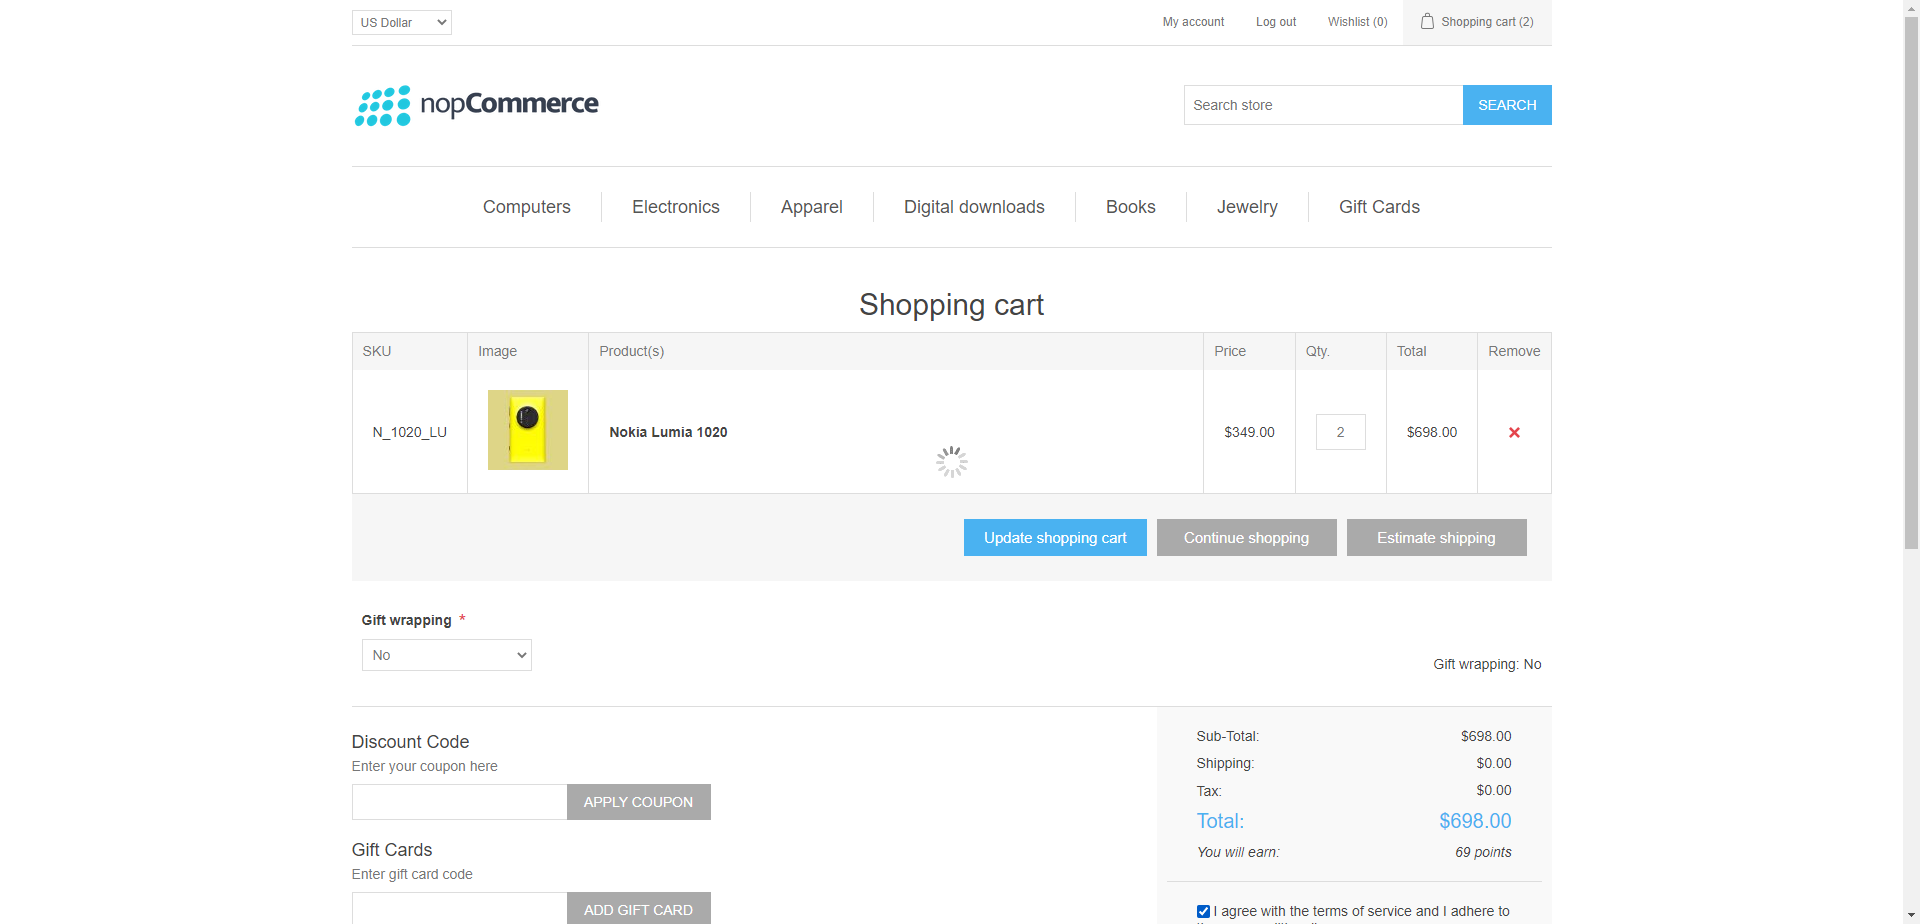 US Dollar
My account
Log out
Wishlist (0)
Shopping cart (2)
nopCommerce
Search store
SEARCH
Computers
Electronics
Apparel
Digital downloads
Books
Jewelry
Gift Cards
Shopping cart
SKU
Image
Product(s)
Price
Qty.
Total
Remove
N_1020_LU
Nokia Lumia 1020
$349.00
2
$698.00
Update shopping cart
Continue shopping
Estimate shipping
Gift wrapping *
No
Gift wrapping: No
Discount Code
Enter your coupon here
APPLY COUPON
Gift Cards
Enter gift card code
ADD GIFT CARD
Sub-Total: $698.00
Shipping: $0.00
Tax: $0.00
Total: $698.00
You will earn: 69 points
I agree with the terms of service and I adhere to